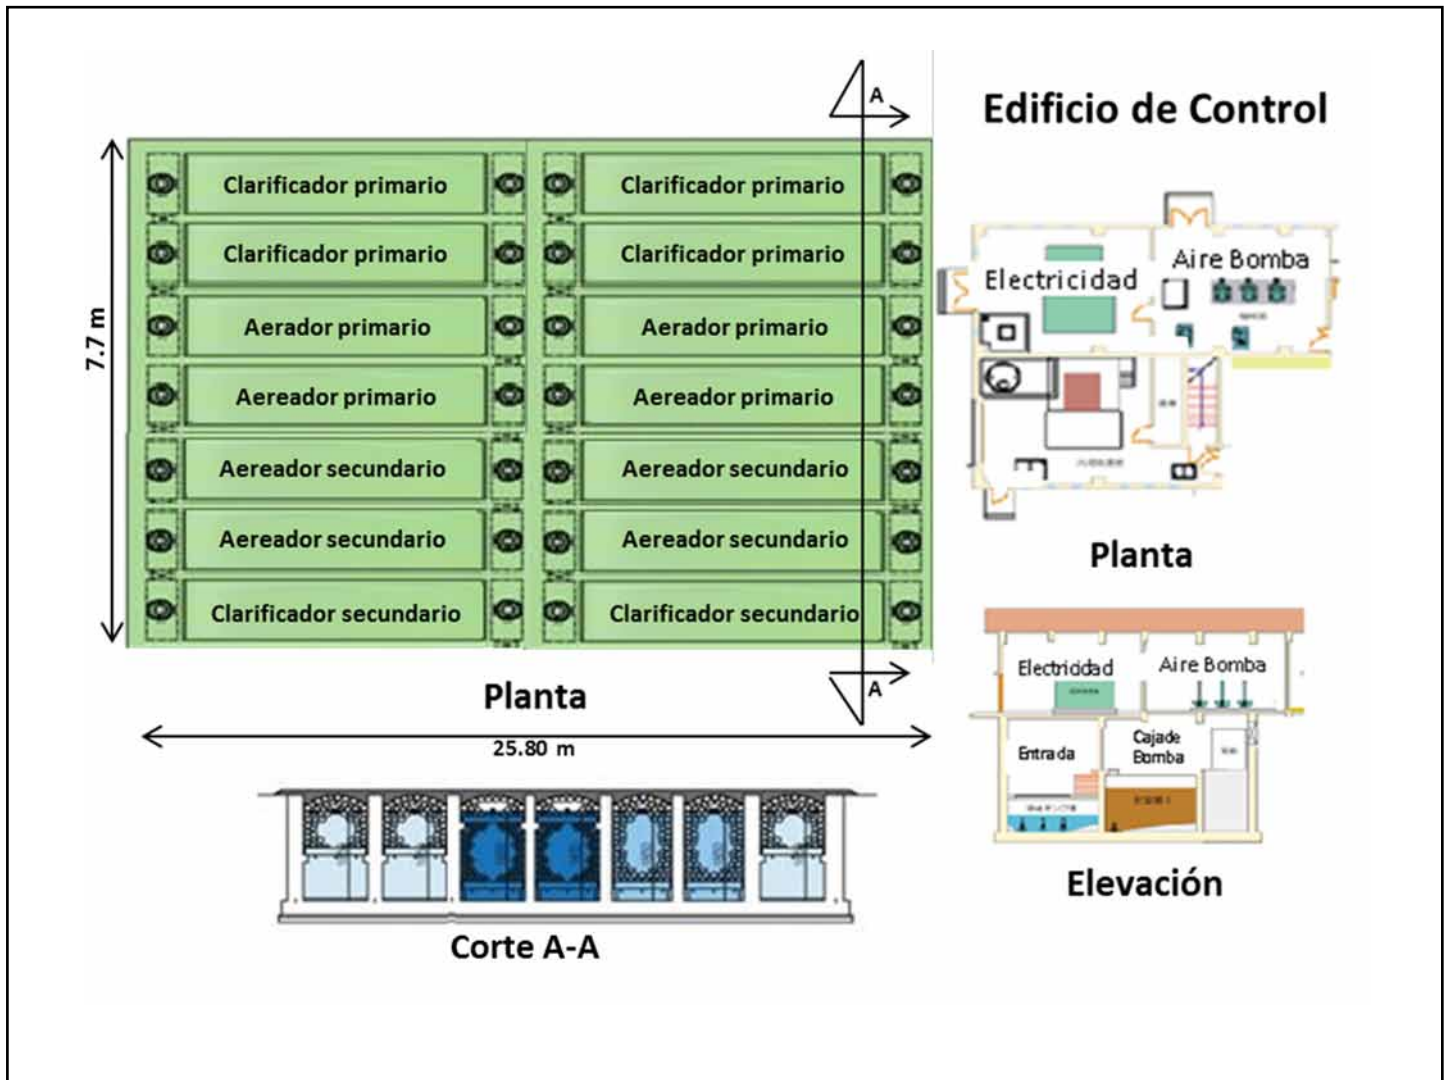 A
Edificio de Control
Clarificador primario
Clarificador primario
Clarificador primario
Clarificador primario
Aerador primario
Aerador primario
Aereador primario
Aereador primario
Aereador secundario
Aereador secundario
Aereador secundario
Aereador secundario
Clarificador secundario
Clarificador secundario
7.7 m
A
Planta
25.80 m
Corte A-A
Electricidad
Aire Bomba
Planta
Electricidad
Aire Bomba
Entrada
Cajade
Bomba
Elevación